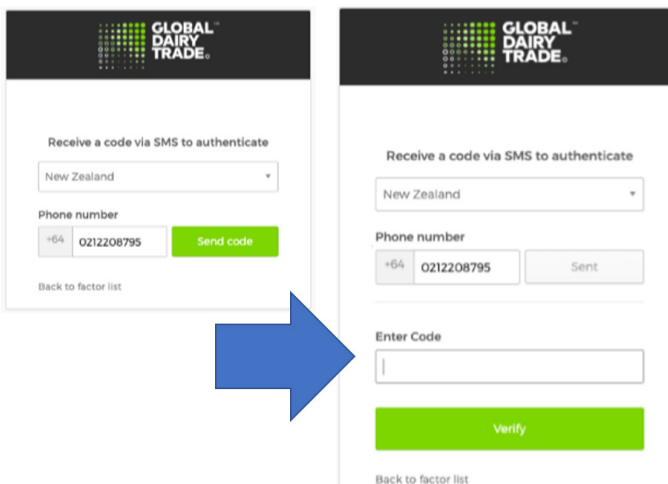 GLOBAL™
DAIRY
TRADE®
Receive a code via SMS to authenticate
New Zealand
Phone number
+64 0212208795 Send code
Back to factor list
GLOBAL™
DAIRY
TRADE®
Receive a code via SMS to authenticate
New Zealand
Phone number
+64 0212208795 Sent
Enter Code
Verify
Back to factor list